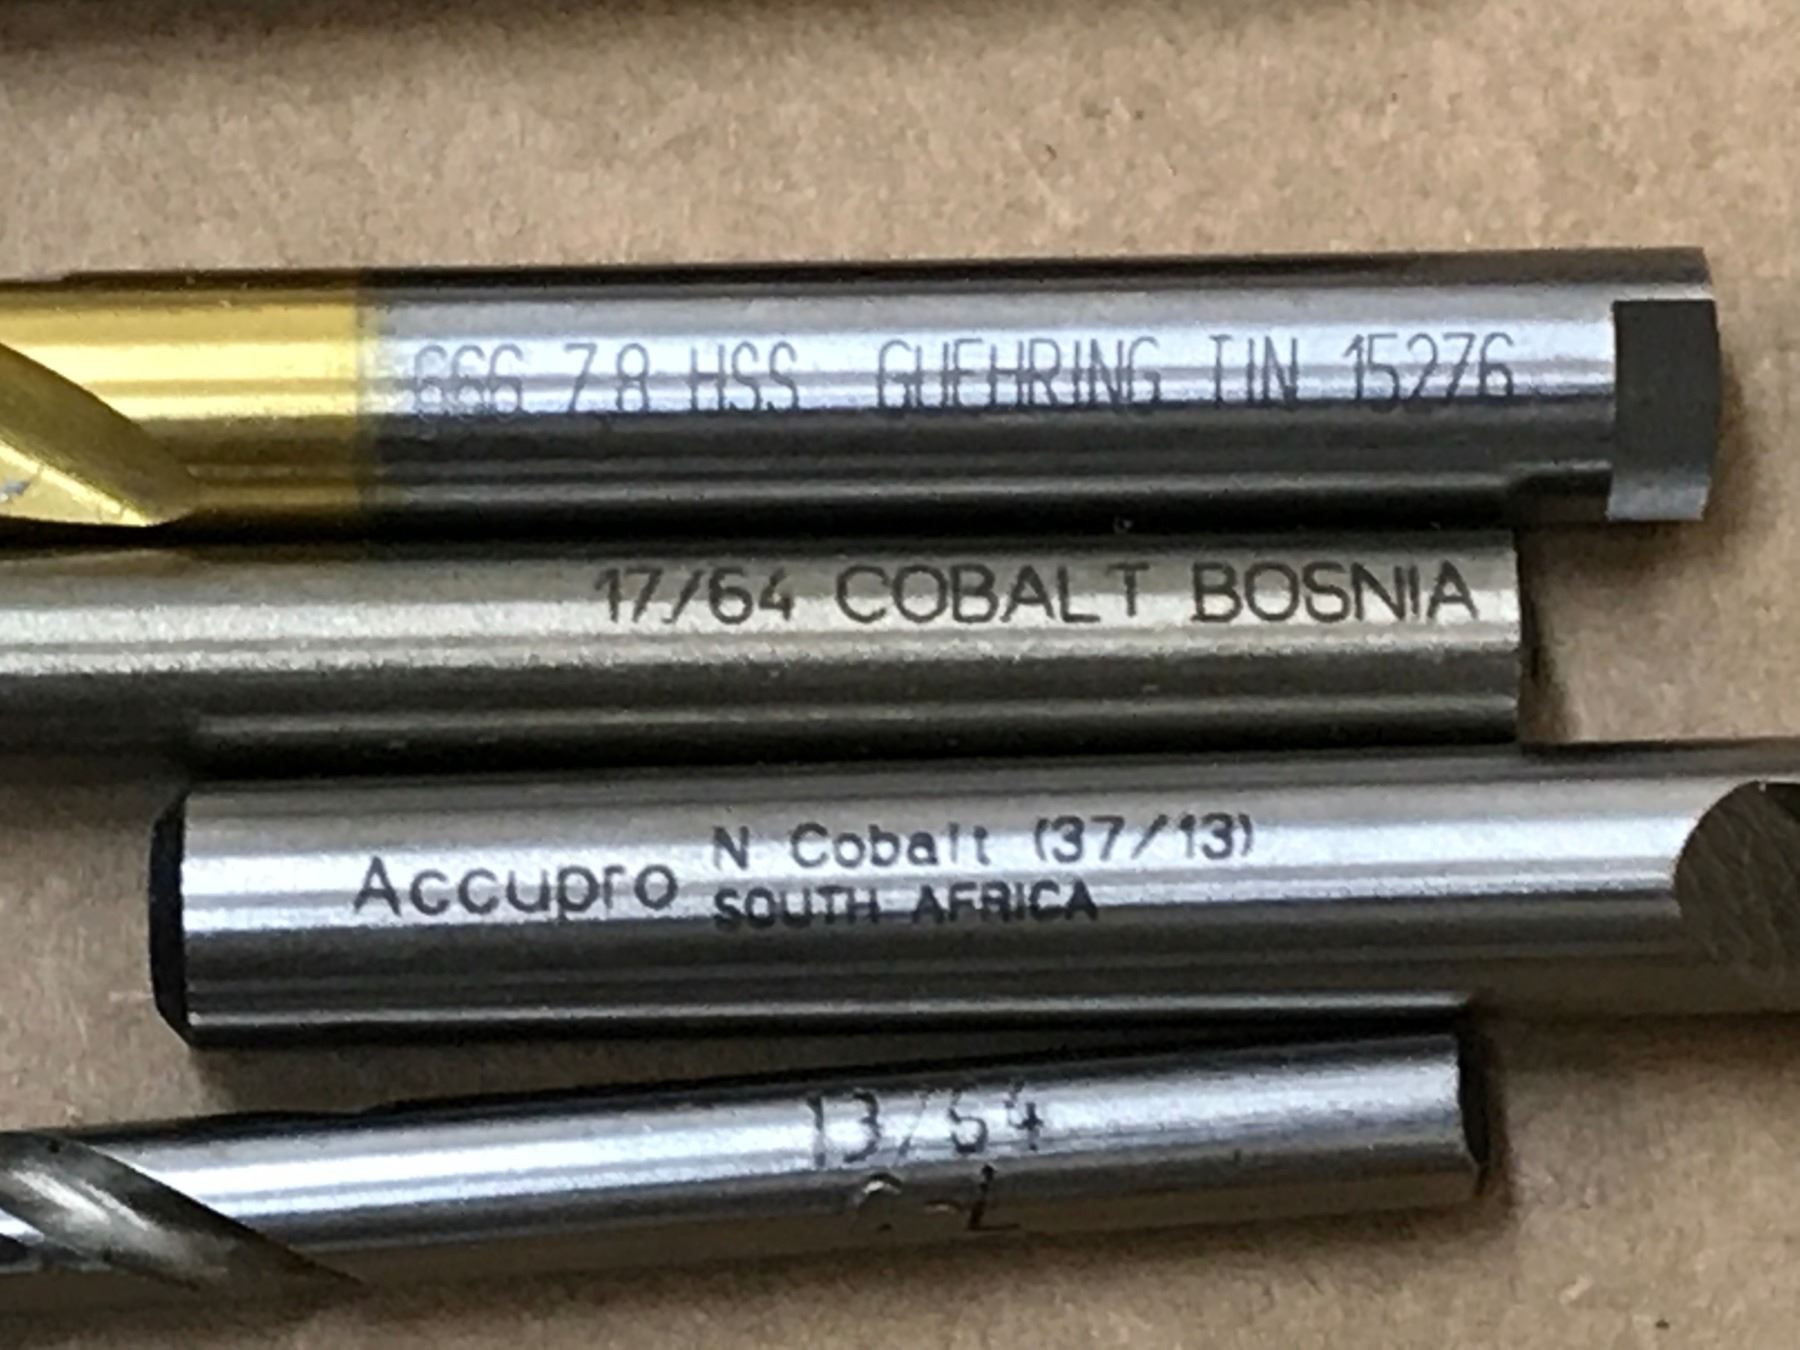 666 7.8 HSS GUEHRING TIN 15276
17/64 COBALT BOSNIA
Accupro N Cobalt (37/13)
SOUTH AFRICA
13/64